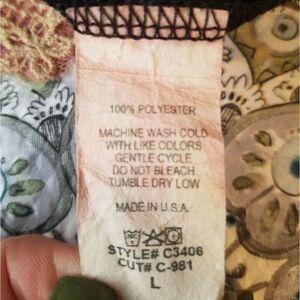 100% POLYESTER
MACHINE WASH COLD
WITH LIKE COLORS
GENTLE CYCLE
DO NOT BLEACH
TUMBLE DRY LOW
MADE IN U.S.A.
STYLE# C3406
CUT# C-981
L